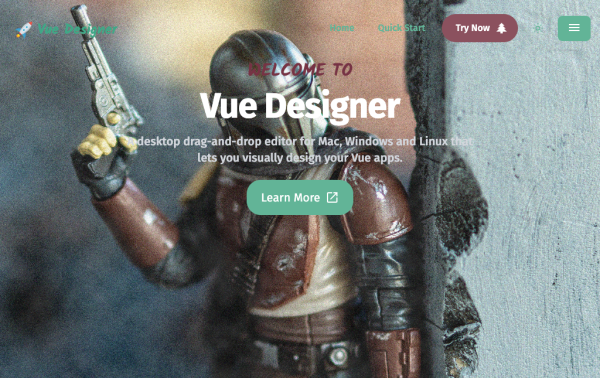 Vue Designer
Home
Quick Start
Try Now
WELCOME TO
Vue Designer
desktop drag-and-drop editor for Mac, Windows and Linux that
lets you visually design your Vue apps.
Learn More